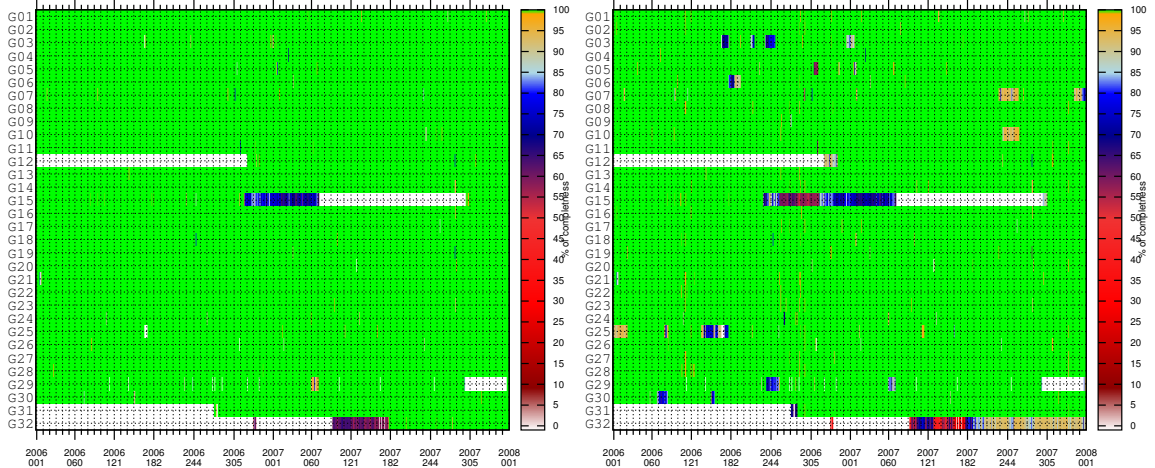 G01
G02
G03
G04
G05
G06
G07
G08
G09
G10
G11
G12
G13
G14
G15
G16
G17
G18
G19
G20
G21
G22
G23
G24
G25
G26
G27
G28
G29
G30
G31
G32
2006 2006 2006 2006 2006 2006 2007 2007 2007 2007 2007 2007 2008
001 060 121 182 244 305 001 060 121 182 244 305 001
100
95
90
85
80
75
70
65
60
55
50
45
40
35
30
25
20
15
10
5
0
% of completness
G01
G02
G03
G04
G05
G06
G07
G08
G09
G10
G11
G12
G13
G14
G15
G16
G17
G18
G19
G20
G21
G22
G23
G24
G25
G26
G27
G28
G29
G30
G31
G32
2006 2006 2006 2006 2006 2006 2007 2007 2007 2007 2007 2007 2008
001 060 121 182 244 305 001 060 121 182 244 305 001
100
95
90
85
80
75
70
65
60
55
50
45
40
35
30
25
20
15
10
5
0
% of completness